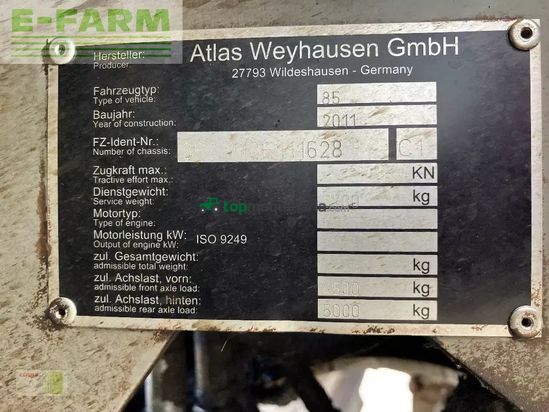 E-FARM
Hersteller: Atlas Weyhausen GmbH
Producer: 27793 Wildeshausen - Germany
Fahrzeugtyp: 85
Type of vehicle:
Baujahr: 2011
Year of construction:
FZ-Ident-Nr.: 628 C1
Number of chassis:
Zugkraft max.: KN
Tractive effort max.:
Dienstgewicht: kg
Service weight:
Motortyp:
Type of engine:
Motorleistung kW: ISO 9249
Output of engine kW:
zul. Gesamtgewicht: kg
admissible total weight:
zul. Achslast, vorn: kg
admissible front axle load:
zul. Achslast, hinten: 5000 kg
admissible rear axle load: